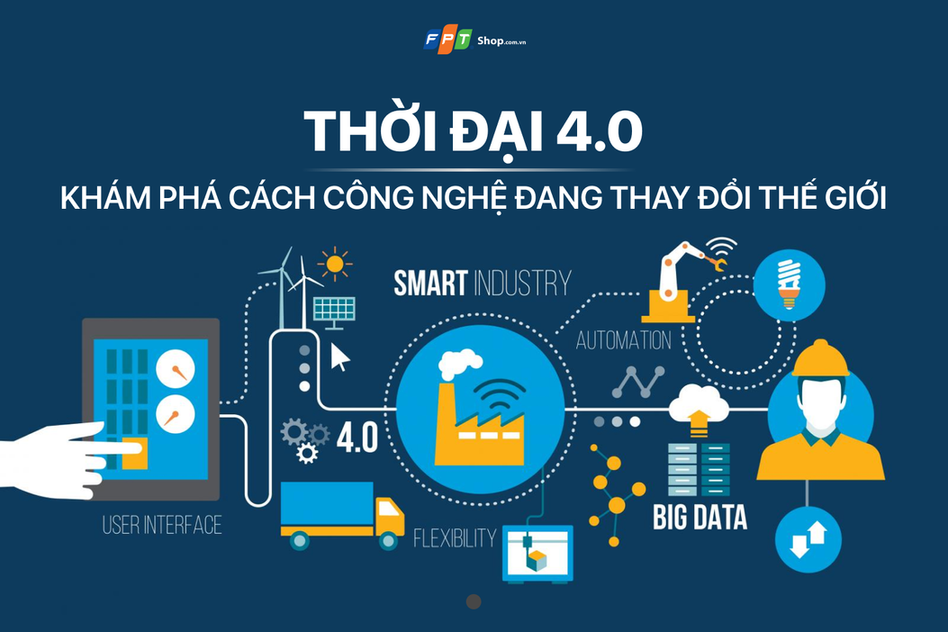 FPT Shop.com.vn
THỜI ĐẠI 4.0
KHÁM PHÁ CÁCH CÔNG NGHỆ ĐANG THAY ĐỔI THẾ GIỚI
SMART INDUSTRY
AUTOMATION
4.0
USER INTERFACE
FLEXIBILITY
BIG DATA